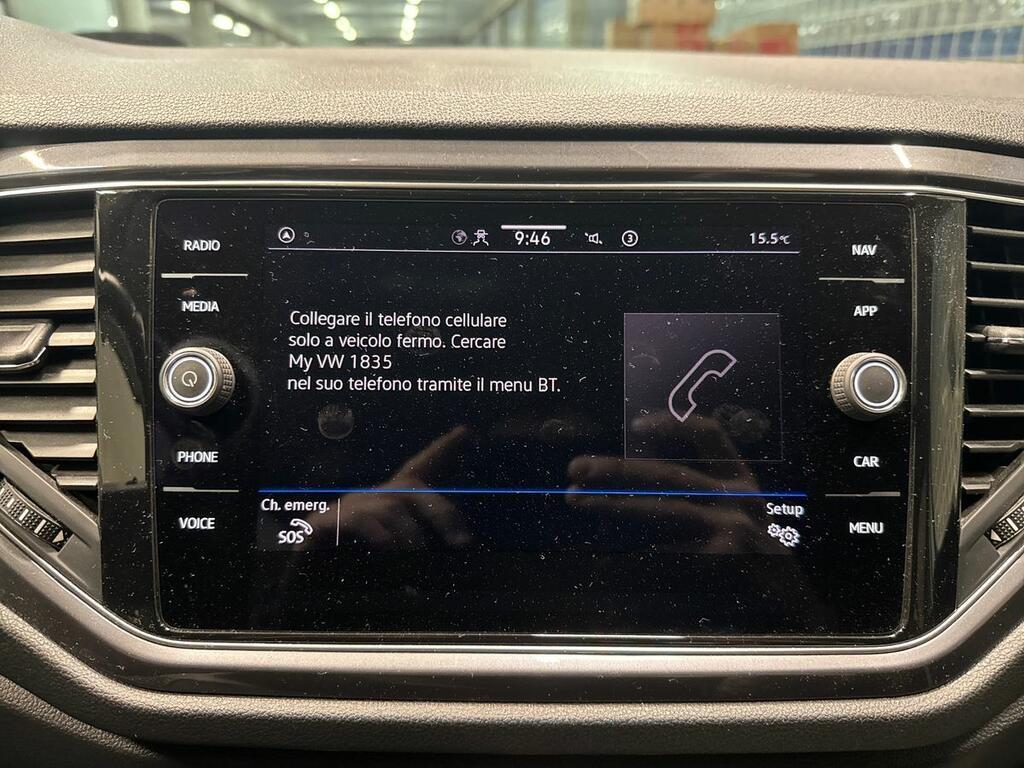 RADIO
MEDIA
PHONE
VOICE
9:46
3
15.5°C
Collegare il telefono cellulare
solo a veicolo fermo. Cercare
My VW 1835
nel suo telefono tramite il menu BT.
Ch. emerg.
SOS
Setup
NAV
APP
CAR
MENU